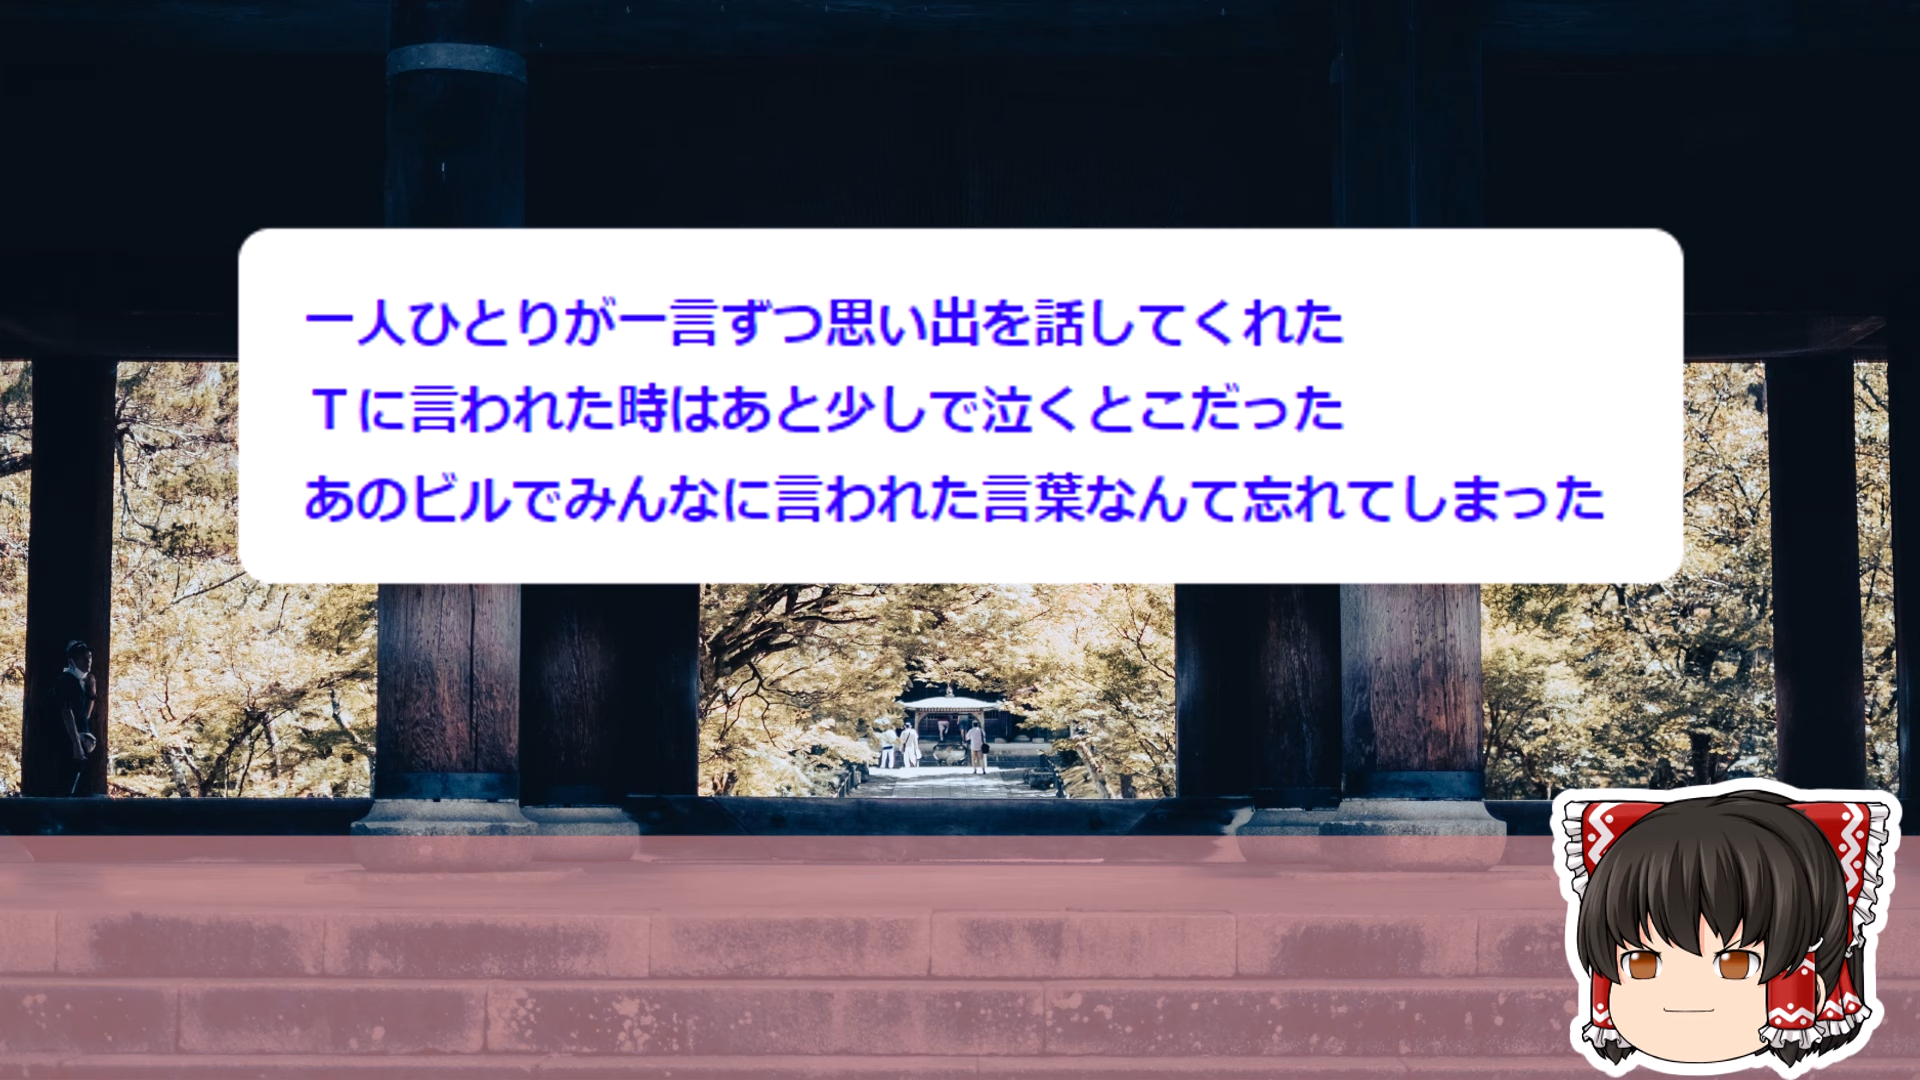 一人ひとりが一言ずつ思い出を話してくれた
Ｔに言われた時はあと少しで泣くとこだった
あのビルでみんなに言われた言葉なんて忘れてしまった